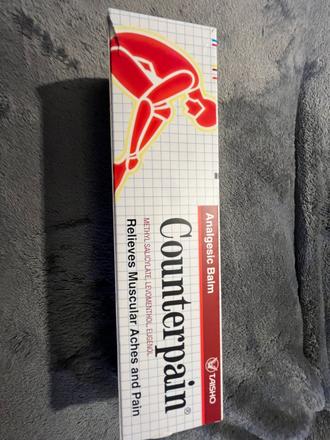 Analgesic Balm
Counterpain®
METHYL SALICYLATE, LEVOMENTHOL, EUGENOL
Relieves Muscular Aches and Pain
TAISHO